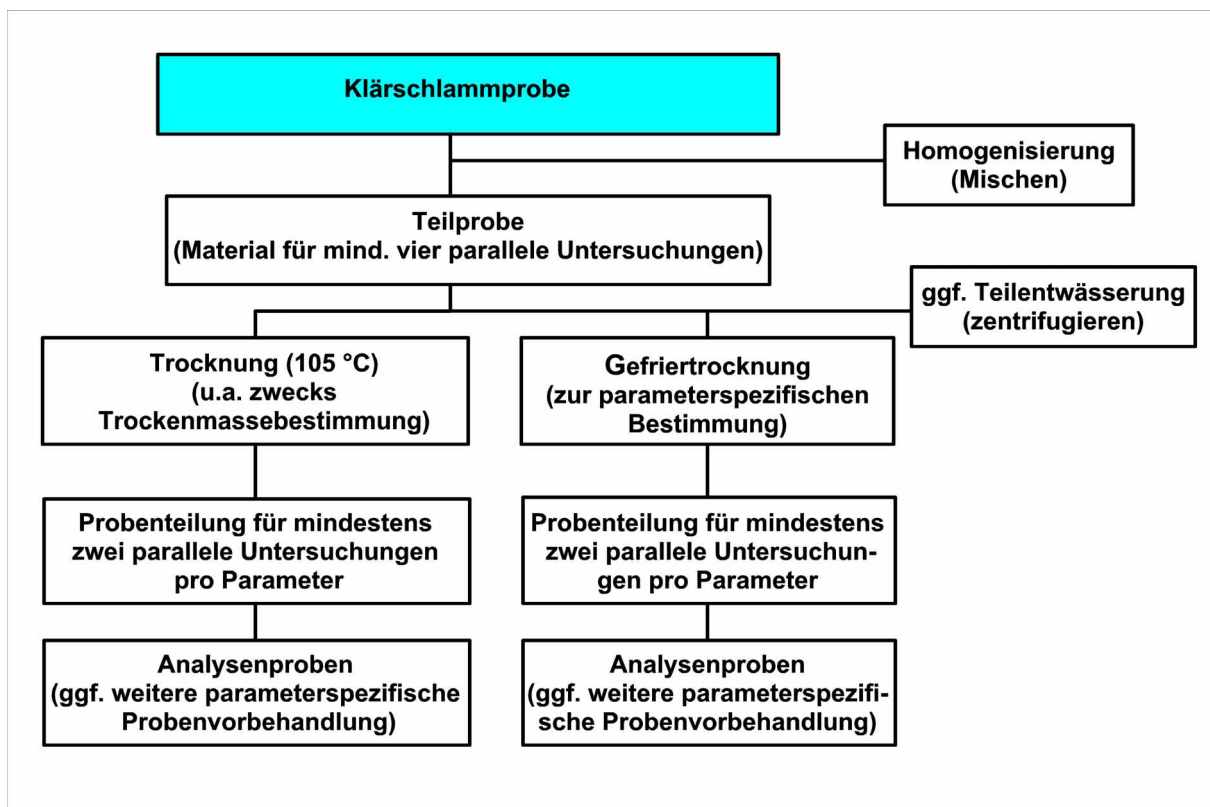 Klärschlammprobe
Homogenisierung
(Mischen)
Teilprobe
(Material für mind. vier parallele Untersuchungen)
ggf. Teilentwässerung
(zentrifugieren)
Trocknung (105 °C)
(u.a. zwecks
Trockenmassebestimmung)
Gefriertrocknung
(zur parameterspezifischen
Bestimmung)
Probenteilung für mindestens
zwei parallele Untersuchungen
pro Parameter
Probenteilung für mindestens
zwei parallele Untersuchun-
gen pro Parameter
Analysenproben
(ggf. weitere parameterspezifische
Probenvorbehandlung)
Analysenproben
(ggf. weitere parameterspezifi-
sche Probenvorbehandlung)